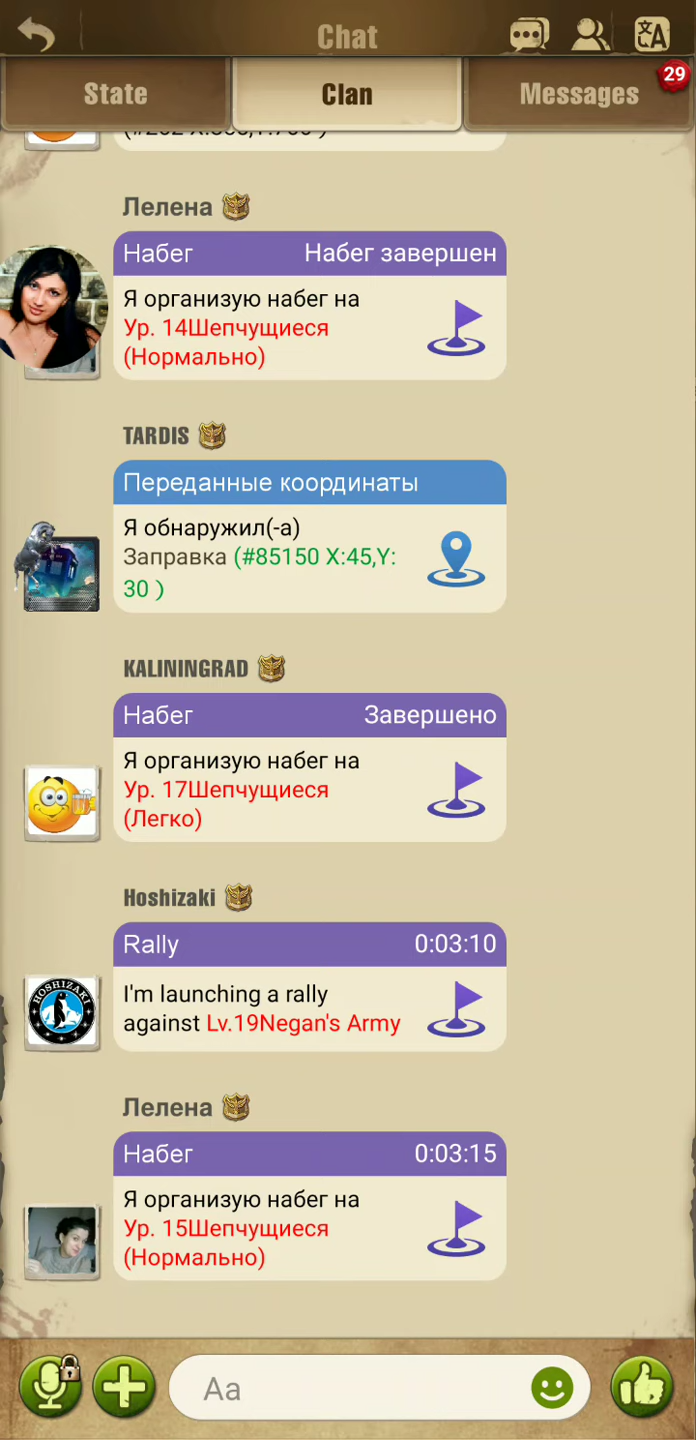 Chat
State
Clan
Messages
29
Лелена
Набег
Набег завершен
Я организую набег на
Ур. 14Шепчущиеся
(Нормально)
TARDIS
Переданные координаты
Я обнаружил(-а)
Заправка (#85150 X:45,Y:
30 )
KALININGRAD
Набег
Завершено
Я организую набег на
Ур. 17Шепчущиеся
(Легко)
Hoshizaki
Rally
0:03:10
HOSHIZAKI
I'm launching a rally
against Lv.19Negan's Army
Лелена
Набег
0:03:15
Я организую набег на
Ур. 15Шепчущиеся
(Нормально)
Aa